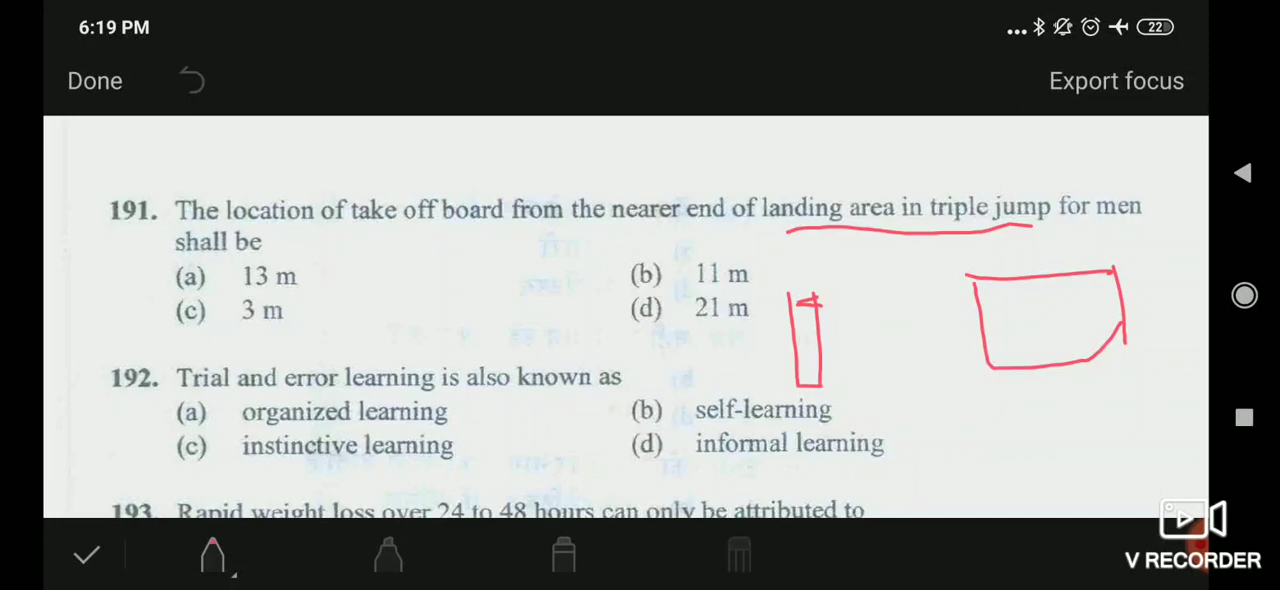 6:19 PM
22
Done
Export focus
191. The location of take off board from the nearer end of landing area in triple jump for men
shall be
(a) 13 m (b) 11 m
(c) 3 m (d) 21 m
192. Trial and error learning is also known as
(a) organized learning (b) self-learning
(c) instinctive learning (d) informal learning
193. Rapid weight loss over 24 to 48 hours can only be attributed to
V RECORDER